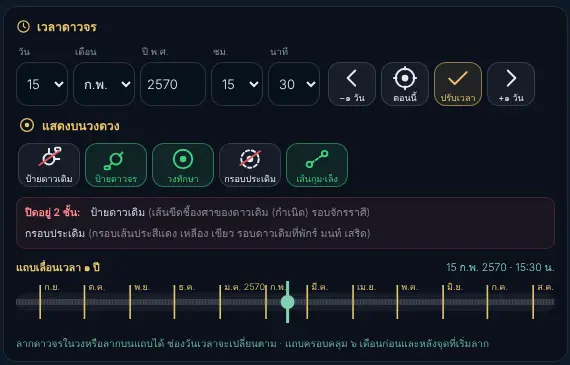 เวลาดาวจร
วัน เดือน ปี พ.ศ. ชม. นาที
15 ก.พ. 2570 15 30 −๑ วัน ตอนนี้ ปรับเวลา +๑ วัน
แสดงบนวงดวง
ป้ายดาวเดิม ป้ายดาวจร วงทักษา กรอบประเดิม เส้นกุม·เล็ง
ปิดอยู่ 2 ชั้น: ป้ายดาวเดิม (เส้นขีดชี้องศาของดาวเดิม (กำเนิด) รอบจักรราศี)
กรอบประเดิม (กรอบเส้นประสีแดง เหลือง เขียว รอบดาวเดิมที่พักร์ มนท์ เสริด)
แถบเลื่อนเวลา ๑ ปี 15 ก.พ. 2570 · 15:30 น.
ก.ย. ต.ค. พ.ย. ธ.ค. ม.ค. 2570 ก.พ. มี.ค. เม.ย. พ.ค. มิ.ย. ก.ค. ส.ค.
ลากดาวจรในวงหรือลากบนแถบได้ ช่องวันเวลาจะเปลี่ยนตาม · แถบครอบคลุม ๖ เดือนก่อนและหลังจุดที่เริ่มลาก